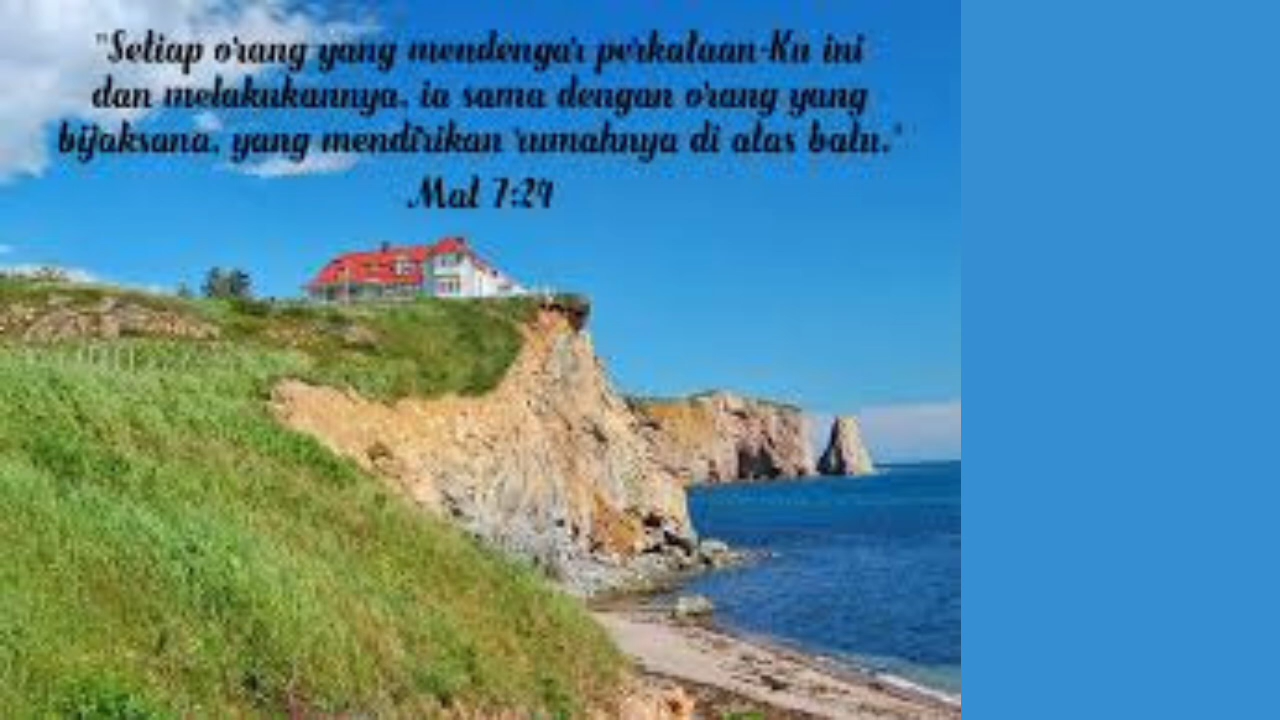 "Setiap orang yang mendengar perkataan-Ku ini
dan melakukannya, ia sama dengan orang yang
bijaksana, yang mendirikan rumahnya di atas batu."
Mat 7:24